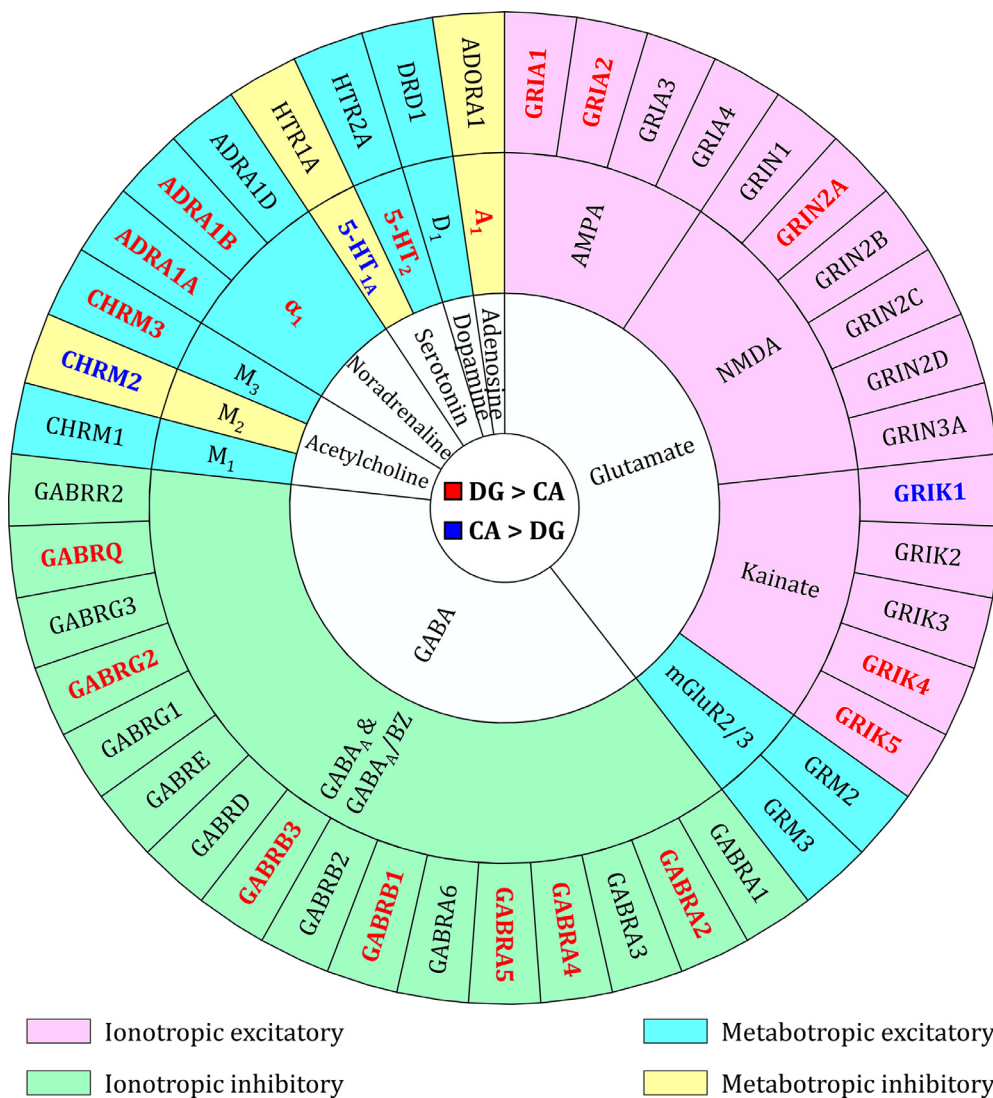 GRIA1
GRIA2
GRIA3
GRIA4
GRIN1
GRIN2A
GRIN2B
GRIN2C
GRIN2D
GRIN3A
GRIK1
GRIK2
GRIK3
GRIK4
GRIK5
GRM2
GRM3
GABRA1
GABRA2
GABRA3
GABRA4
GABRA5
GABRA6
GABRB1
GABRB2
GABRB3
GABRD
GABRE
GABRG1
GABRG2
GABRG3
GABRQ
GABRR2
CHRM1
CHRM2
CHRM3
ADRA1A
ADRA1B
ADRA1D
HTR1A
HTR2A
DRD1
ADORA1
AMPA
NMDA
Kainate
mGluR2/3
GABA_A &
GABA_A/BZ
M₁
M₂
M₃
α₁
5-HT₁A
5-HT₂
D₁
A₁
Glutamate
GABA
Acetylcholine
Noradrenaline
Serotonin
Dopamine
Adenosine
DG > CA
CA > DG
Ionotropic excitatory
Metabotropic excitatory
Ionotropic inhibitory
Metabotropic inhibitory